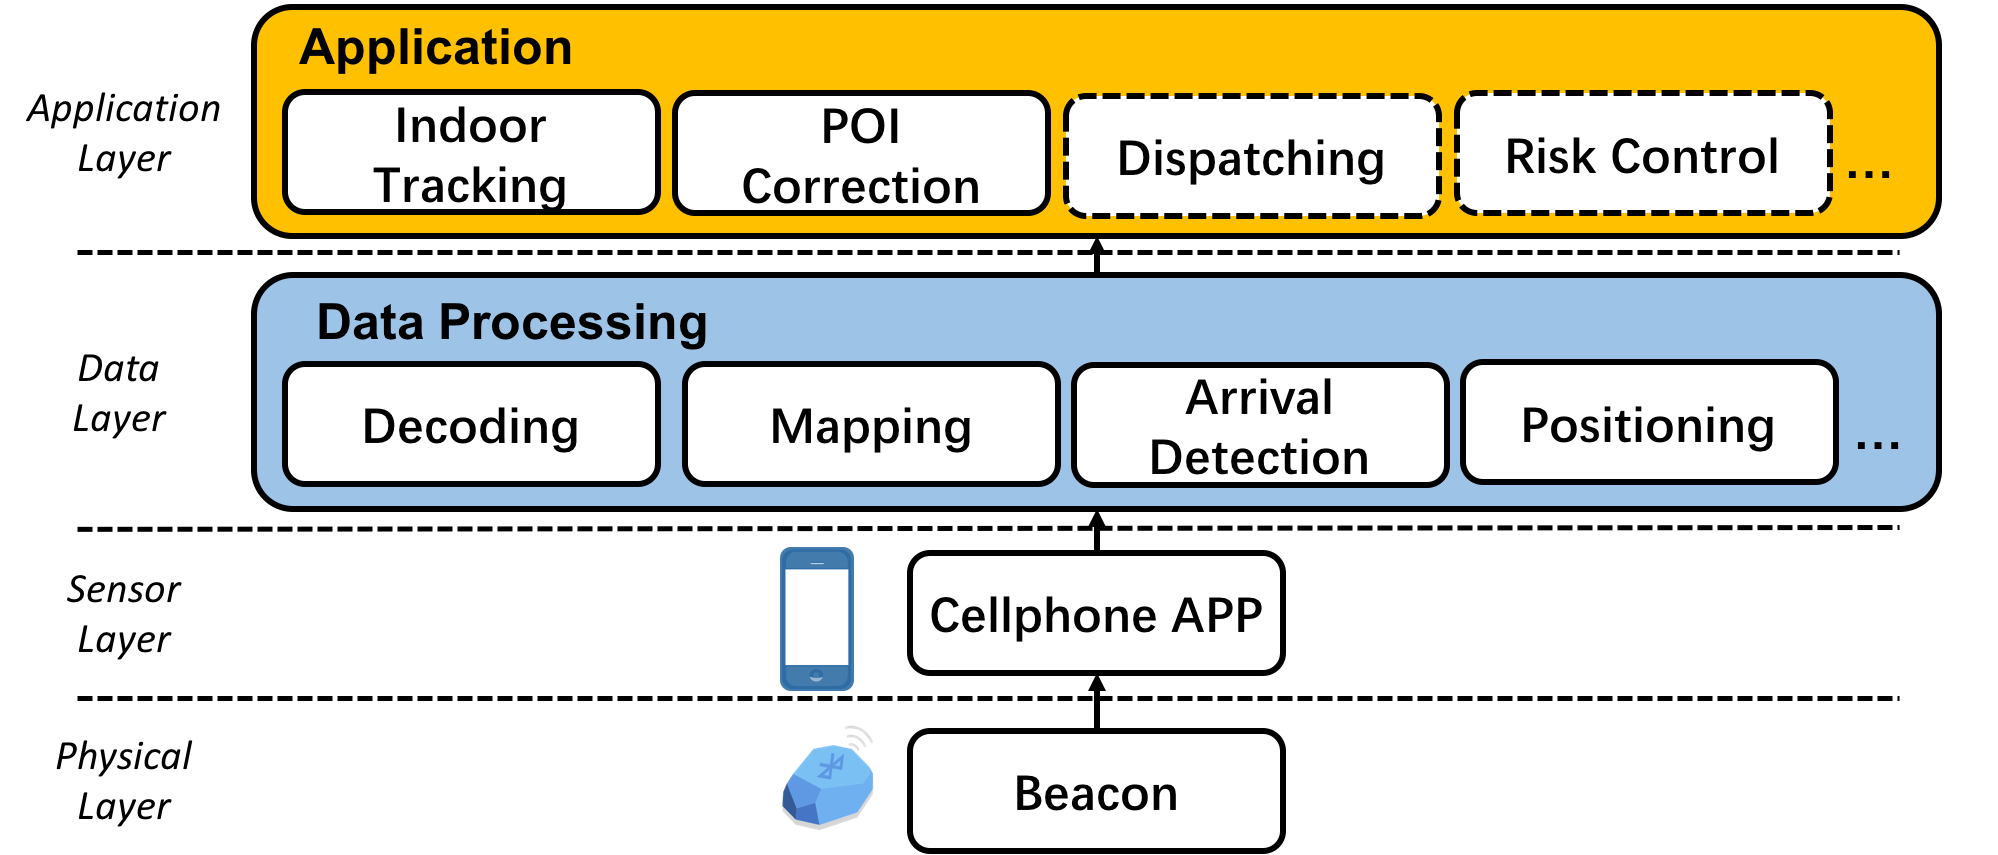 Application
Application
Layer
Indoor
Tracking
POI
Correction
Dispatching
Risk Control
...
Data Processing
Data
Layer
Decoding
Mapping
Arrival
Detection
Positioning
...
Sensor
Layer
Cellphone APP
Physical
Layer
Beacon